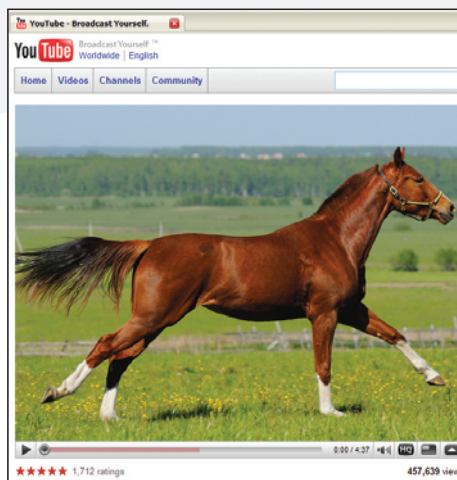 YouTube - Broadcast Yourself.
YouTube Broadcast Yourself ™
Worldwide | English
Home Videos Channels Community
0:00 / 4:37 HQ
1,712 ratings 457,639 view